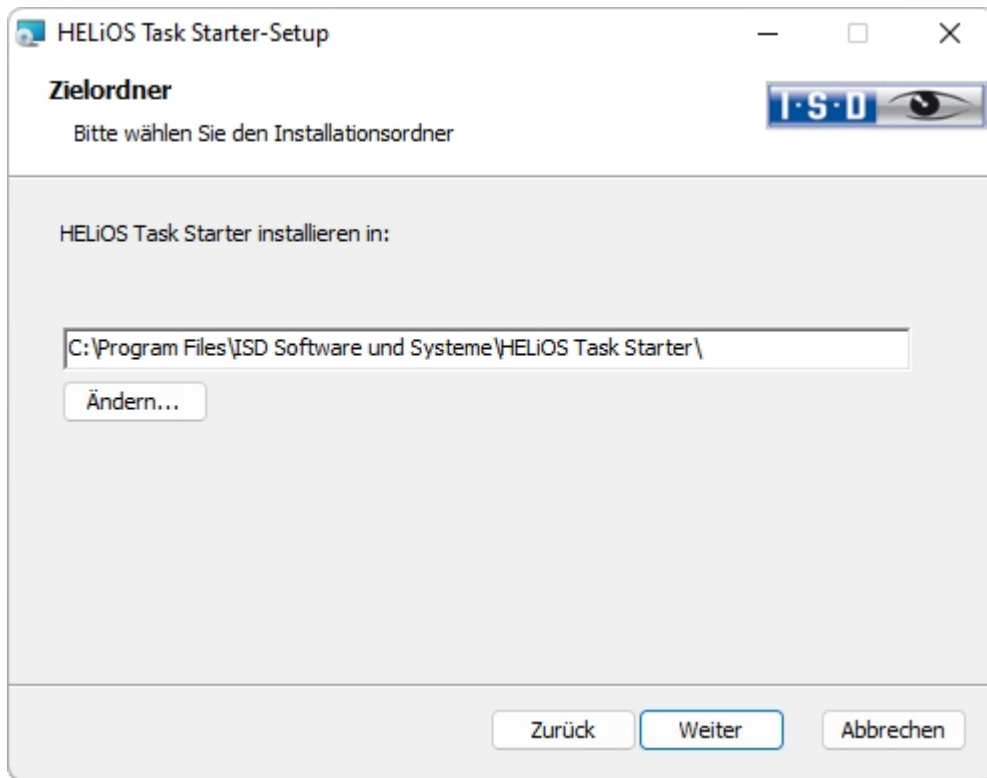 HELiOS Task Starter-Setup
Zielordner
I·S·D
Bitte wählen Sie den Installationsordner
HELiOS Task Starter installieren in:
C:\Program Files\ISD Software und Systeme\HELiOS Task Starter\
Ändern...
Zurück Weiter Abbrechen